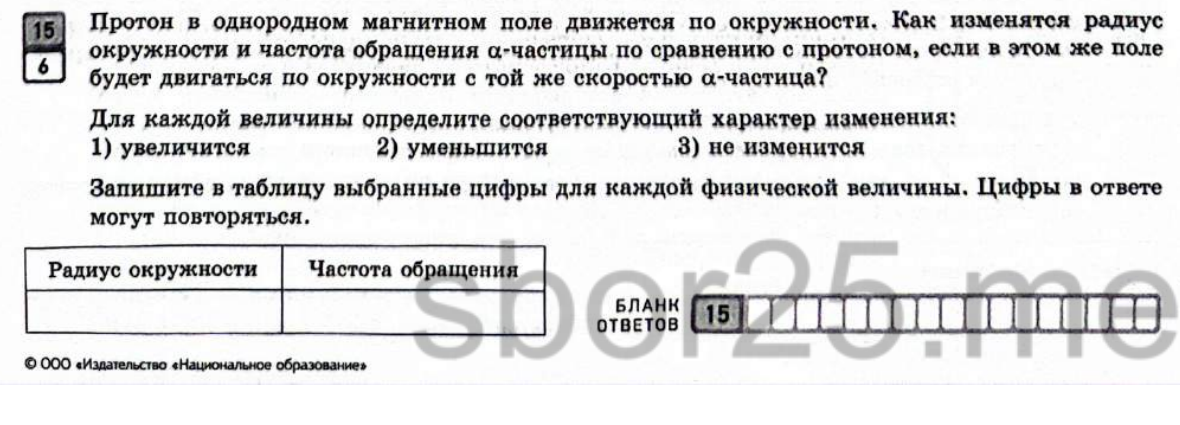 15
6
Протон в однородном магнитном поле движется по окружности. Как изменятся радиус
окружности и частота обращения α-частицы по сравнению с протоном, если в этом же поле
будет двигаться по окружности с той же скоростью α-частица?
Для каждой величины определите соответствующий характер изменения:
1) увеличится 2) уменьшится 3) не изменится
Запишите в таблицу выбранные цифры для каждой физической величины. Цифры в ответе
могут повторяться.
Радиус окружности Частота обращения
БЛАНК
ОТВЕТОВ 15
sbor25.me
© ООО «Издательство «Национальное образование»